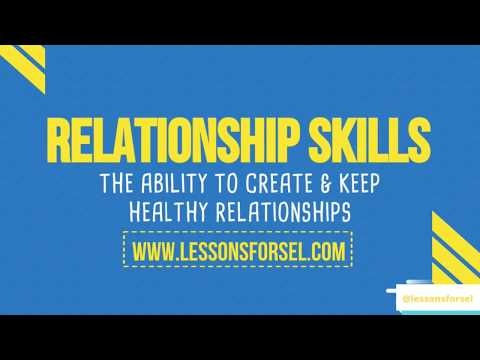 RELATIONSHIP SKILLS
THE ABILITY TO CREATE & KEEP
HEALTHY RELATIONSHIPS
WWW.LESSONSFORSEL.COM
@lessonsforsel